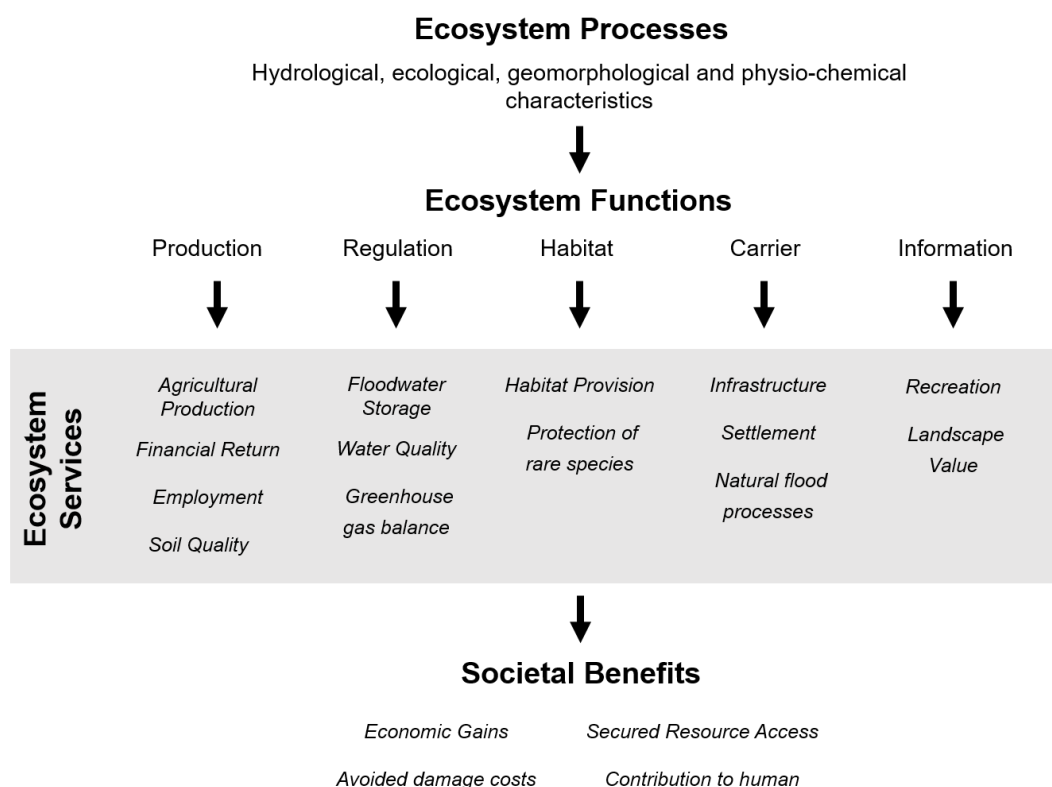 Ecosystem Processes
Hydrological, ecological, geomorphological and physio-chemical
characteristics
Ecosystem Functions
Production
Regulation
Habitat
Carrier
Information
Ecosystem
Services
Agricultural
Production
Financial Return
Employment
Soil Quality
Floodwater
Storage
Water Quality
Greenhouse
gas balance
Habitat Provision
Protection of
rare species
Infrastructure
Settlement
Natural flood
processes
Recreation
Landscape
Value
Societal Benefits
Economic Gains
Secured Resource Access
Avoided damage costs
Contribution to human